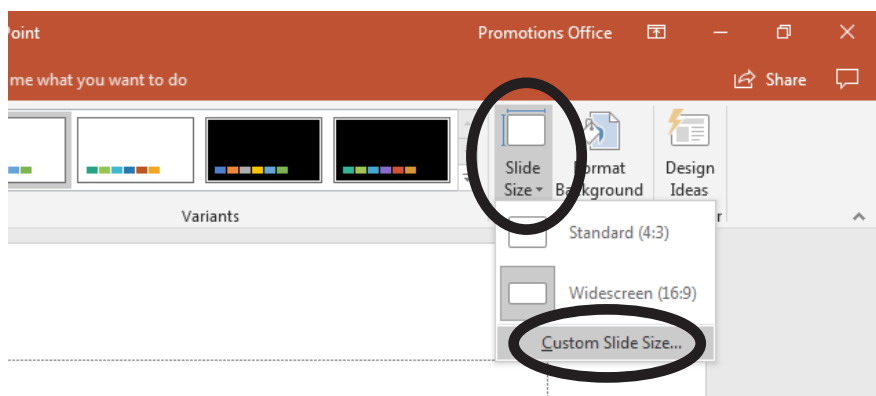 Point
Promotions Office
me what you want to do
Share
Slide
Size
Format
Background
Design
Ideas
Variants
r
Standard (4:3)
Widescreen (16:9)
Custom Slide Size...